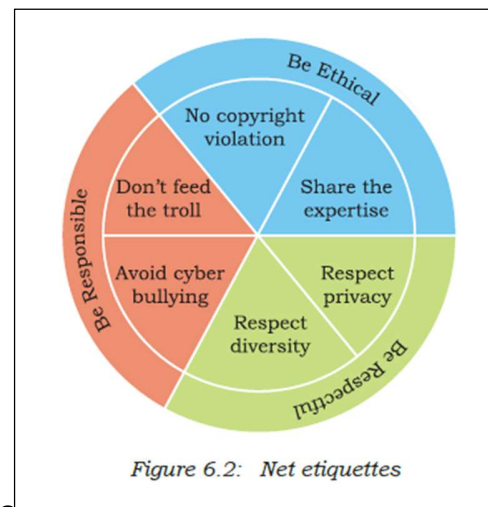 Be Ethical
No copyright
violation
Share the
expertise
Be Responsible
Don't feed
the troll
Avoid cyber
bullying
Respect
privacy
Respect
diversity
Be Respectful
Figure 6.2: Net etiquettes